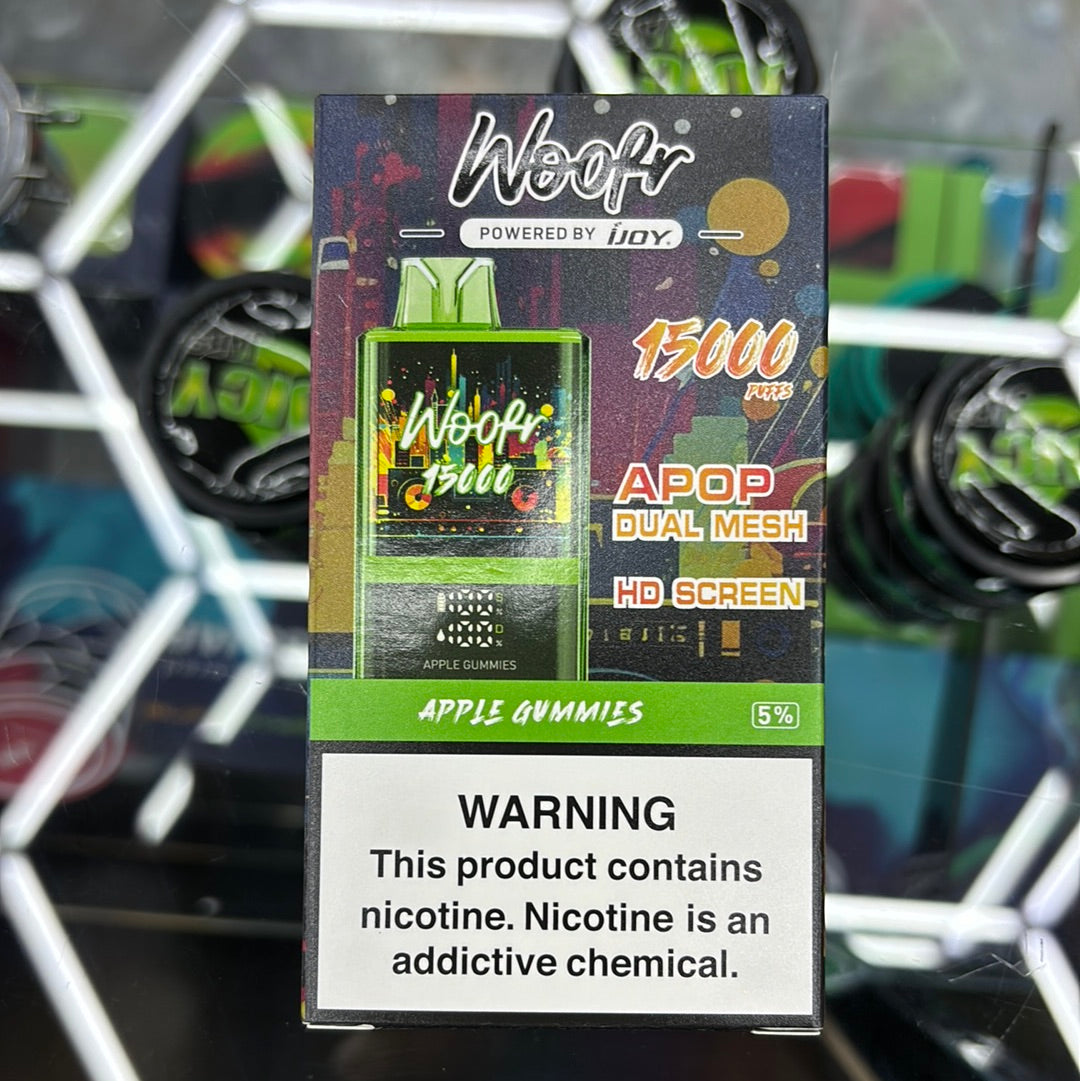 Woofr
POWERED BY iJOY.
15000
PUFFS
Woofr
15000
APOP
DUAL MESH
HD SCREEN
APPLE GUMMIES
APPLE GUMMIES
5%
WARNING
This product contains
nicotine. Nicotine is an
addictive chemical.
JUICY